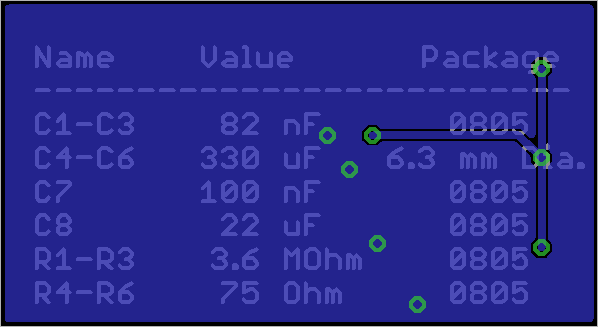 Name Value Package
--------------------------------
C1-C3 82 nF 0805
C4-C6 330 uF 6.3 mm Dia.
C7 100 nF 0805
C8 22 uF 0805
R1-R3 3.6 MOhm 0805
R4-R6 75 Ohm 0805